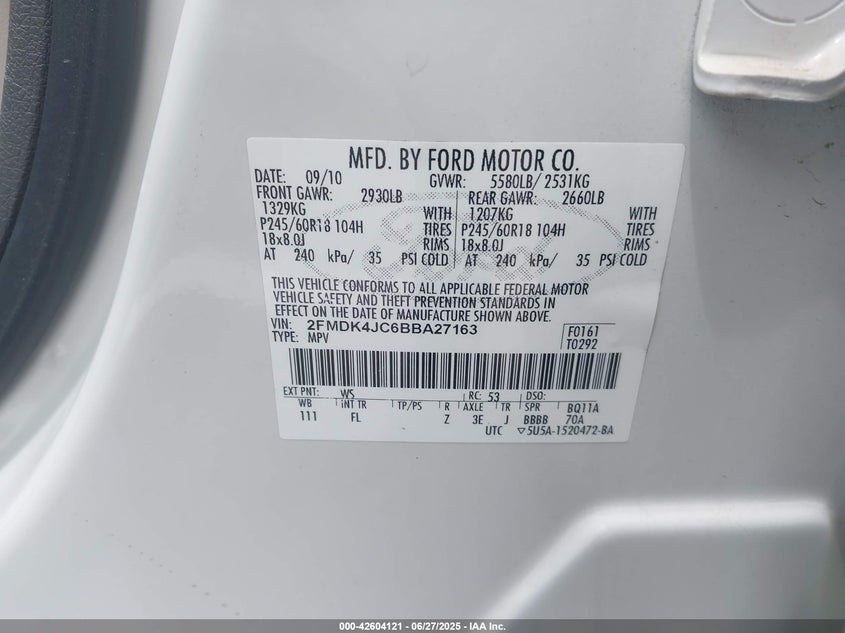 MFD. BY FORD MOTOR CO.
DATE: 09/10 GVWR: 5580LB/ 2531KG
FRONT GAWR: 2930LB REAR GAWR: 2660LB
1329KG WITH 1207KG WITH
P245/60R18 104H TIRES P245/60R18 104H TIRES
18x8.0J RIMS 18x8.0J RIMS
AT 240 kPa/ 35 PSI COLD AT 240 kPa/ 35 PSI COLD
Ford
THIS VEHICLE CONFORMS TO ALL APPLICABLE FEDERAL MOTOR
VEHICLE SAFETY AND THEFT PREVENTION STANDARDS IN
EFFECT ON THE DATE OF MANUFACTURE SHOWN ABOVE.
VIN: 2FMDK4JC6BBA27163 F0161
TYPE: MPV T0292
EXT PNT: WS RC: 53 DSO:
WB INT TR TP/PS R AXLE TR SPR BQ11A
111 FL Z 3E J BBBB 70A
UTC ▽5U5A-1520472-BA
000-42604121 | 06/27/2025 - IAA Inc.